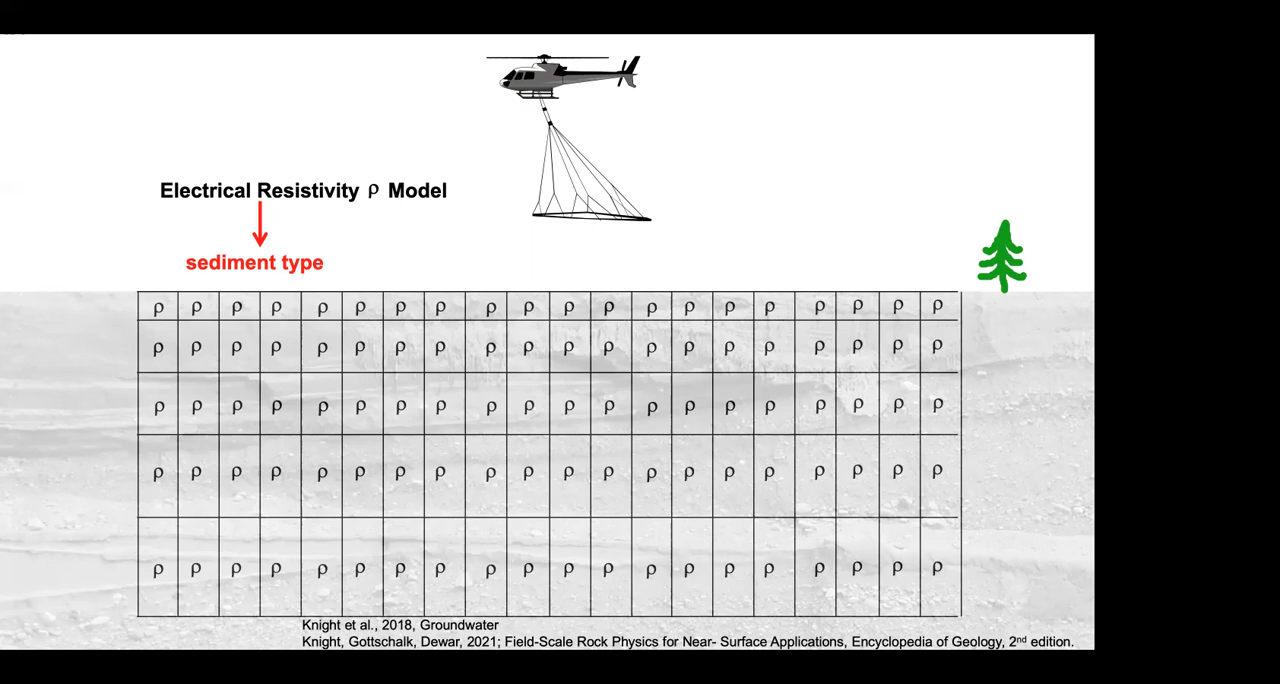 Electrical Resistivity ρ Model
sediment type
ρ ρ ρ ρ ρ ρ ρ ρ ρ ρ ρ ρ ρ ρ ρ ρ ρ ρ ρ ρ
ρ ρ ρ ρ ρ ρ ρ ρ ρ ρ ρ ρ ρ ρ ρ ρ ρ ρ ρ ρ
ρ ρ ρ ρ ρ ρ ρ ρ ρ ρ ρ ρ ρ ρ ρ ρ ρ ρ ρ ρ
ρ ρ ρ ρ ρ ρ ρ ρ ρ ρ ρ ρ ρ ρ ρ ρ ρ ρ ρ ρ
ρ ρ ρ ρ ρ ρ ρ ρ ρ ρ ρ ρ ρ ρ ρ ρ ρ ρ ρ ρ
Knight et al., 2018, Groundwater
Knight, Gottschalk, Dewar, 2021; Field-Scale Rock Physics for Near- Surface Applications, Encyclopedia of Geology, 2nd edition.